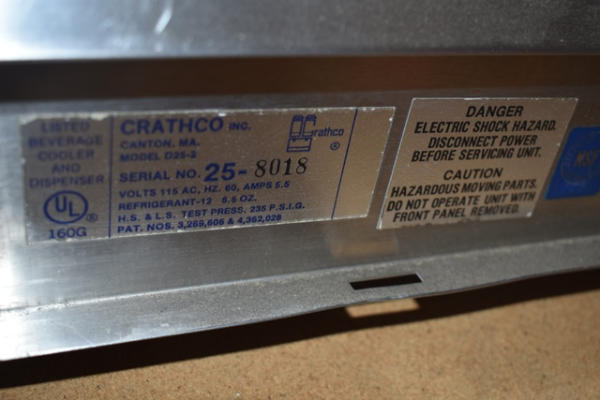 LISTED
BEVERAGE
COOLER
AND
DISPENSER
UL
160G
CRATHCO INC.
CANTON, MA.
MODEL D25-3
SERIAL NO. 25-8018
VOLTS 115 AC, HZ. 60, AMPS 5.5
REFRIGERANT-12 6.5 OZ.
H.S. & L.S. TEST PRESS. 235 P.S.I.G.
PAT. NOS. 3,269,606 & 4,362,028
Crathco
DANGER
ELECTRIC SHOCK HAZARD.
DISCONNECT POWER
BEFORE SERVICING UNIT.
CAUTION
HAZARDOUS MOVING PARTS.
DO NOT OPERATE UNIT WITH
FRONT PANEL REMOVED.
NSF